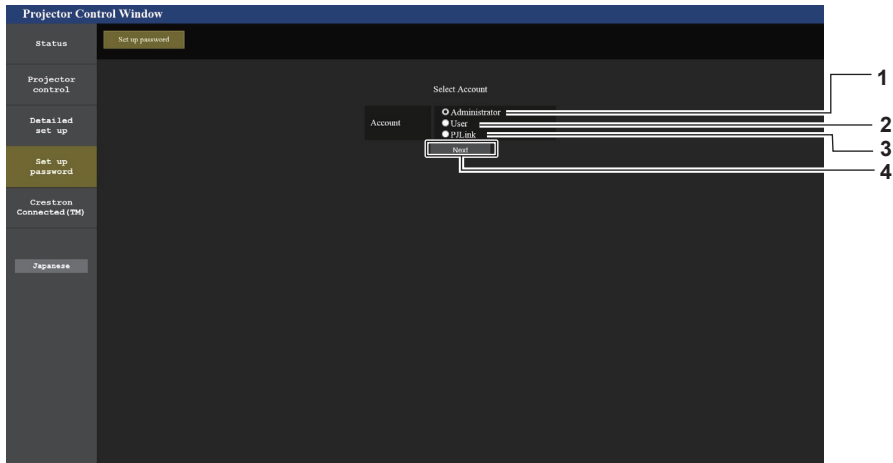 Projector Control Window
Status
Set up password
Projector
control
Detailed
set up
Set up
password
Crestron
Connected(TM)
Japanese
Select Account
Account
Administrator
User
PJLink
Next
1
2
3
4